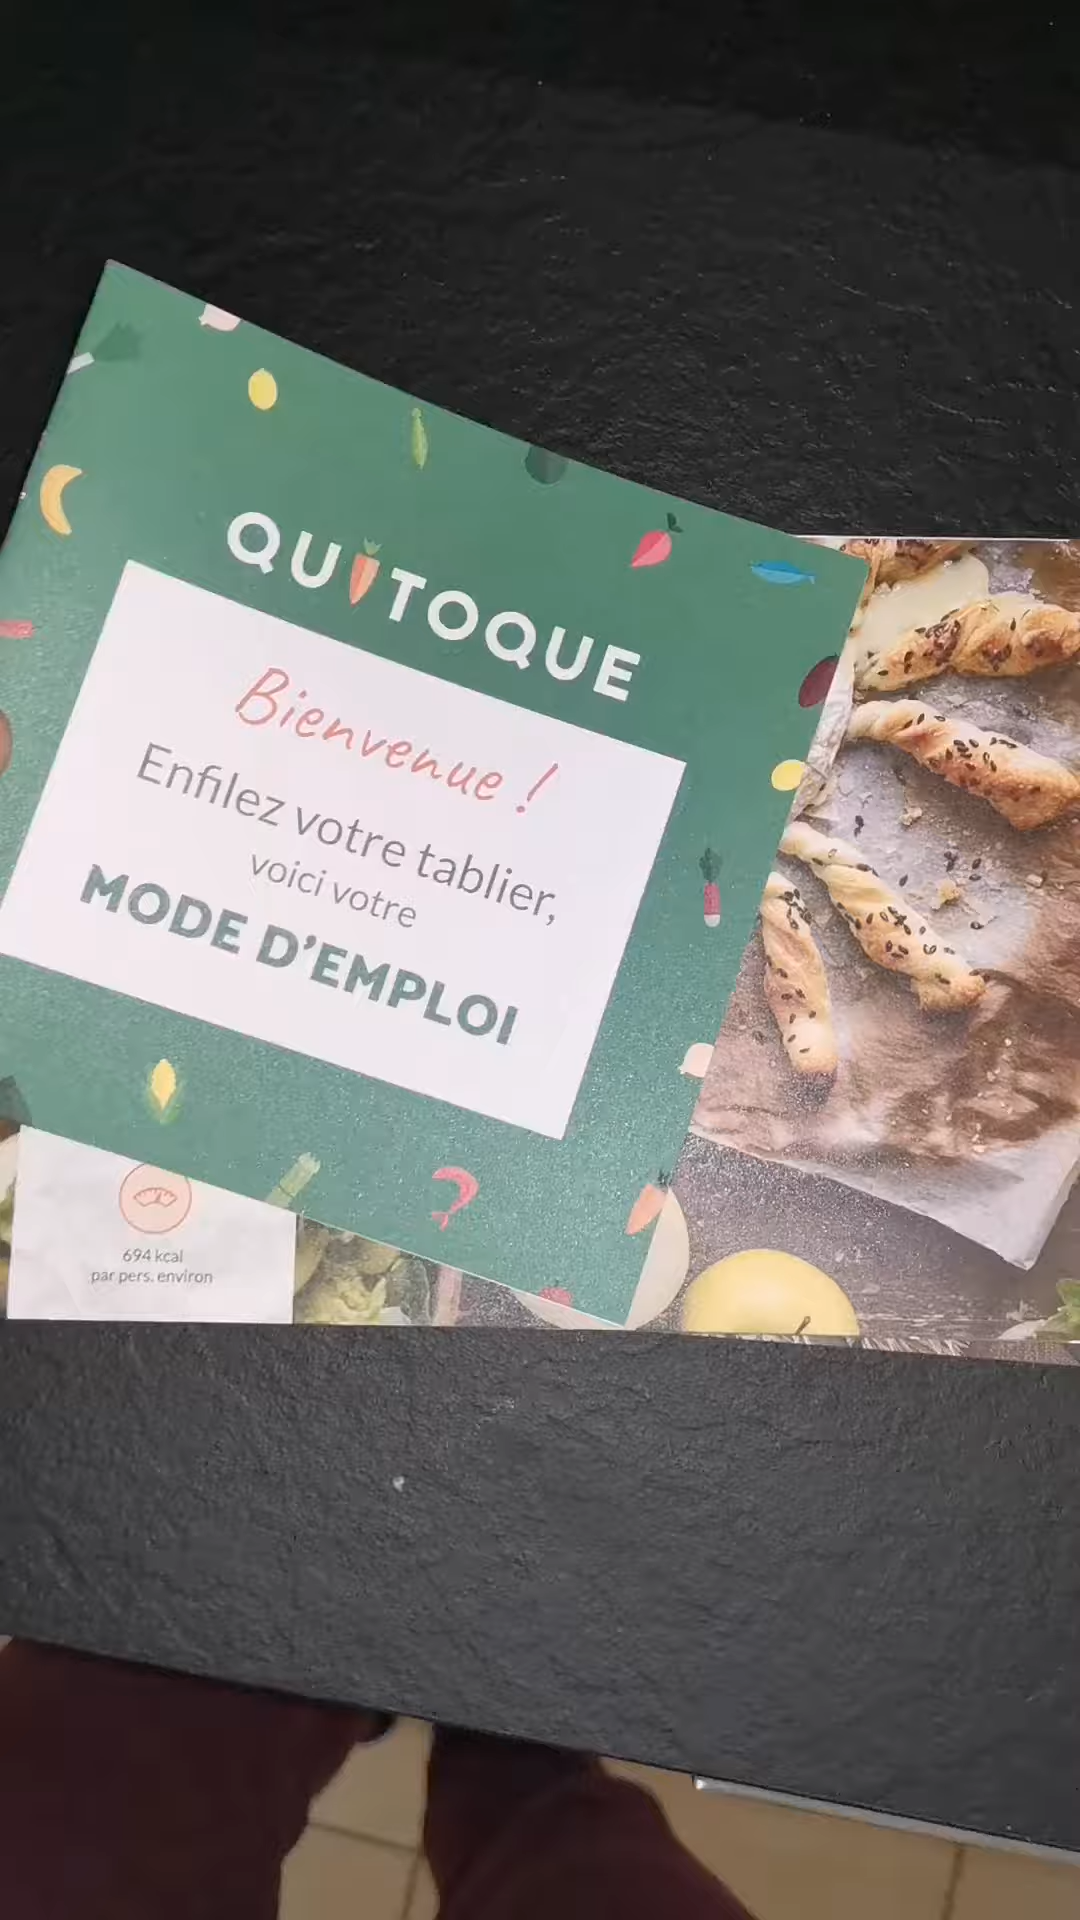 QUITOQUE
Bienvenue !
Enfilez votre tablier,
voici votre
MODE D'EMPLOI
694 kcal
par pers. environ